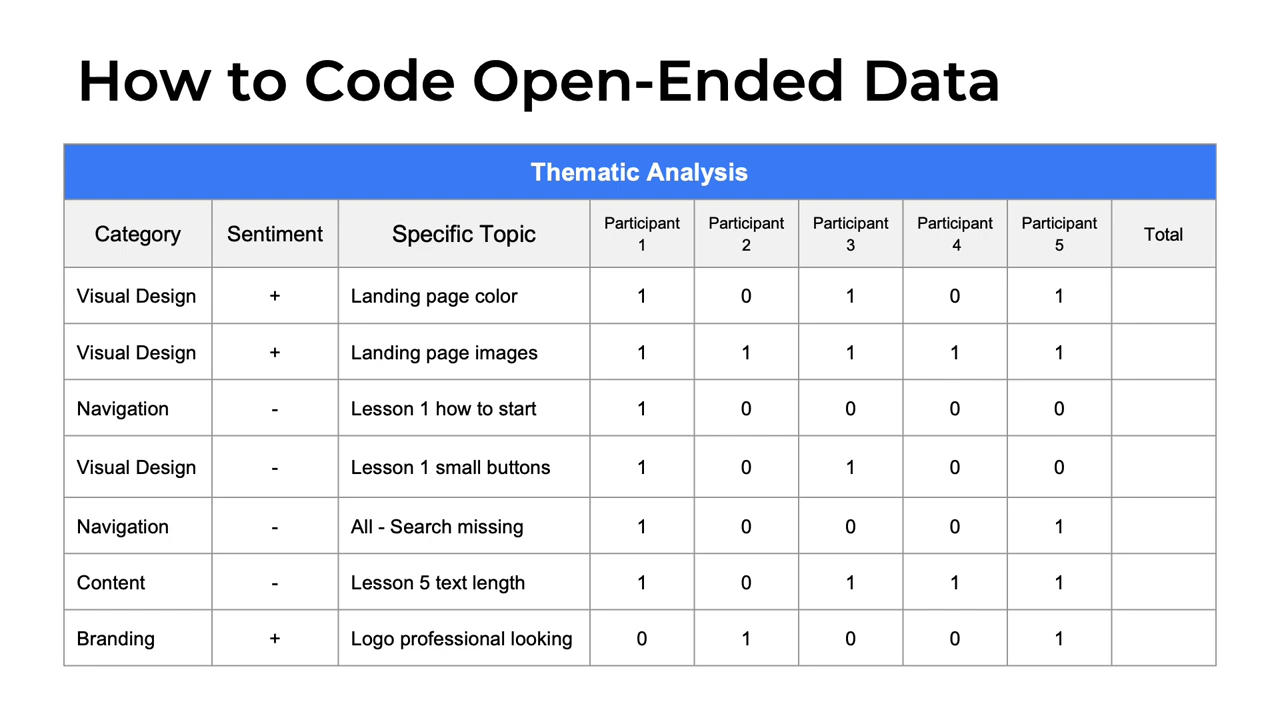 How to Code Open-Ended Data
Thematic Analysis
Category Sentiment Specific Topic Participant 1 Participant 2 Participant 3 Participant 4 Participant 5 Total
Visual Design + Landing page color 1 0 1 0 1
Visual Design + Landing page images 1 1 1 1 1
Navigation - Lesson 1 how to start 1 0 0 0 0
Visual Design - Lesson 1 small buttons 1 0 1 0 0
Navigation - All - Search missing 1 0 0 0 1
Content - Lesson 5 text length 1 0 1 1 1
Branding + Logo professional looking 0 1 0 0 1